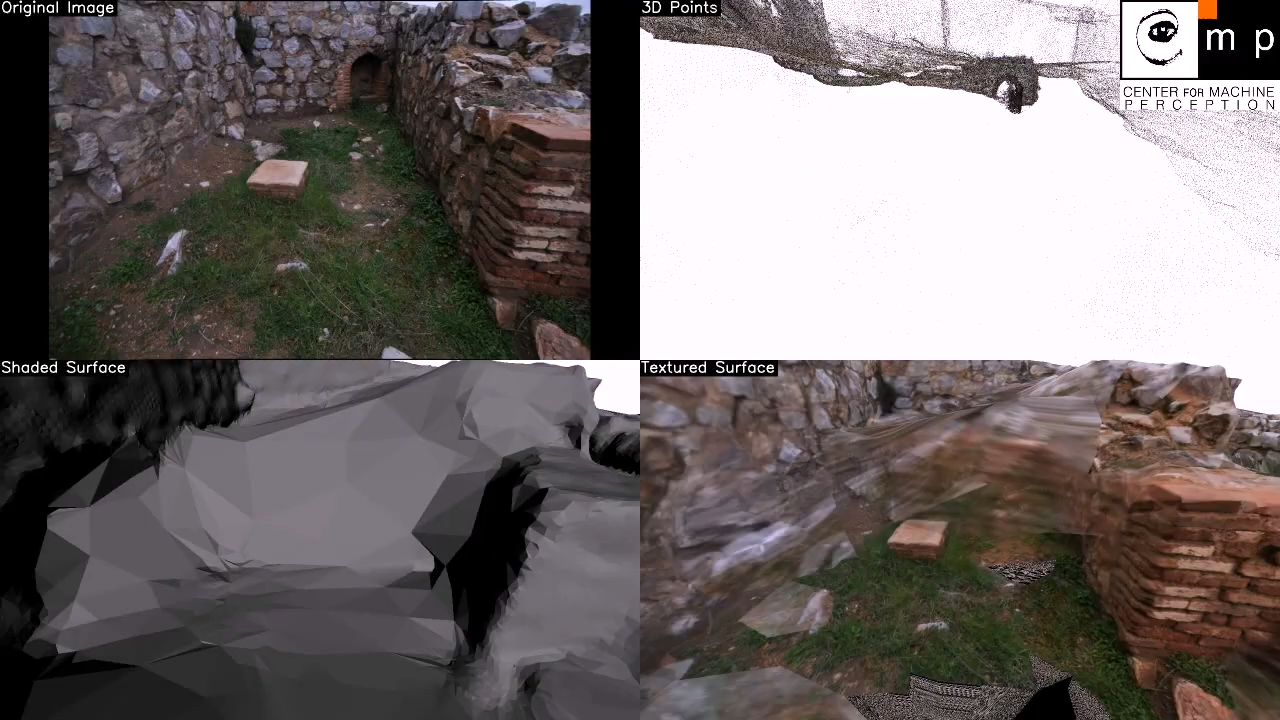 Original Image
3D Points
m p
CENTER FOR MACHINE
PERCEPTION
Shaded Surface
Textured Surface